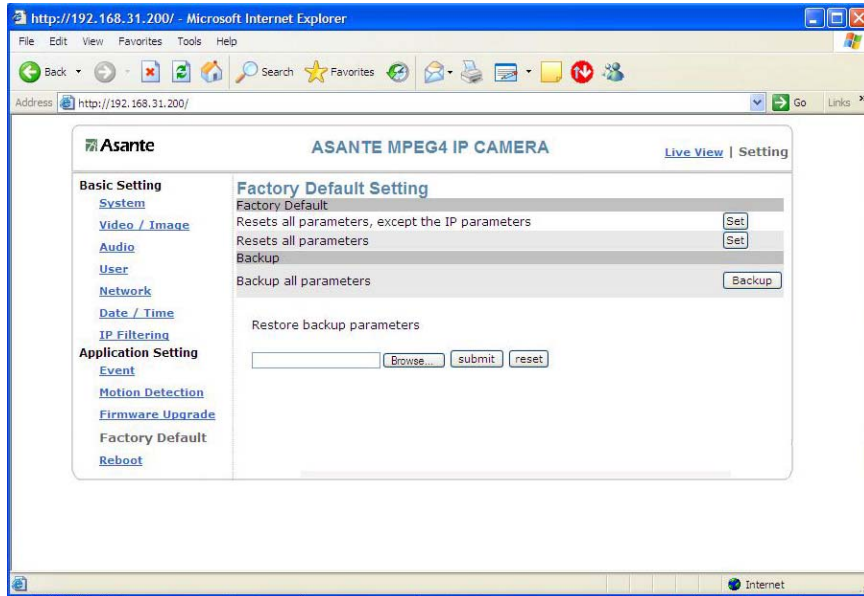 http://192.168.31.200/ - Microsoft Internet Explorer
File Edit View Favorites Tools Help
Back Search Favorites
Address http://192.168.31.200/ Go Links »
Asante ASANTE MPEG4 IP CAMERA Live View | Setting
Basic Setting
System
Video / Image
Audio
User
Network
Date / Time
IP Filtering
Application Setting
Event
Motion Detection
Firmware Upgrade
Factory Default
Reboot
Factory Default Setting
Factory Default
Resets all parameters, except the IP parameters Set
Resets all parameters Set
Backup
Backup all parameters Backup
Restore backup parameters
Browse... submit reset
Internet